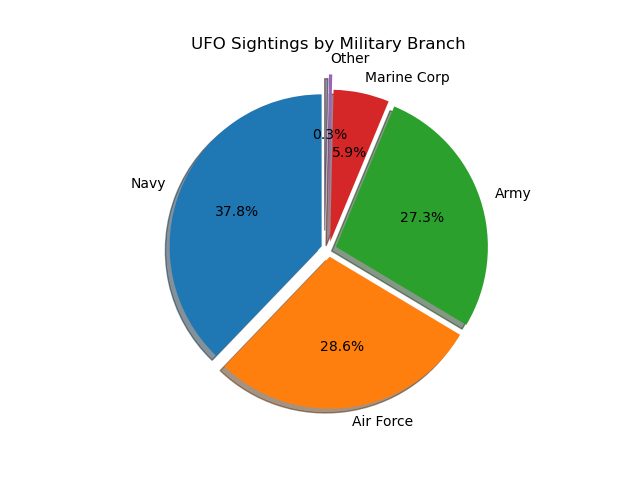 UFO Sightings by Military Branch
Other
Marine Corp
0.3%
5.9%
Navy
Army
37.8%
27.3%
28.6%
Air Force